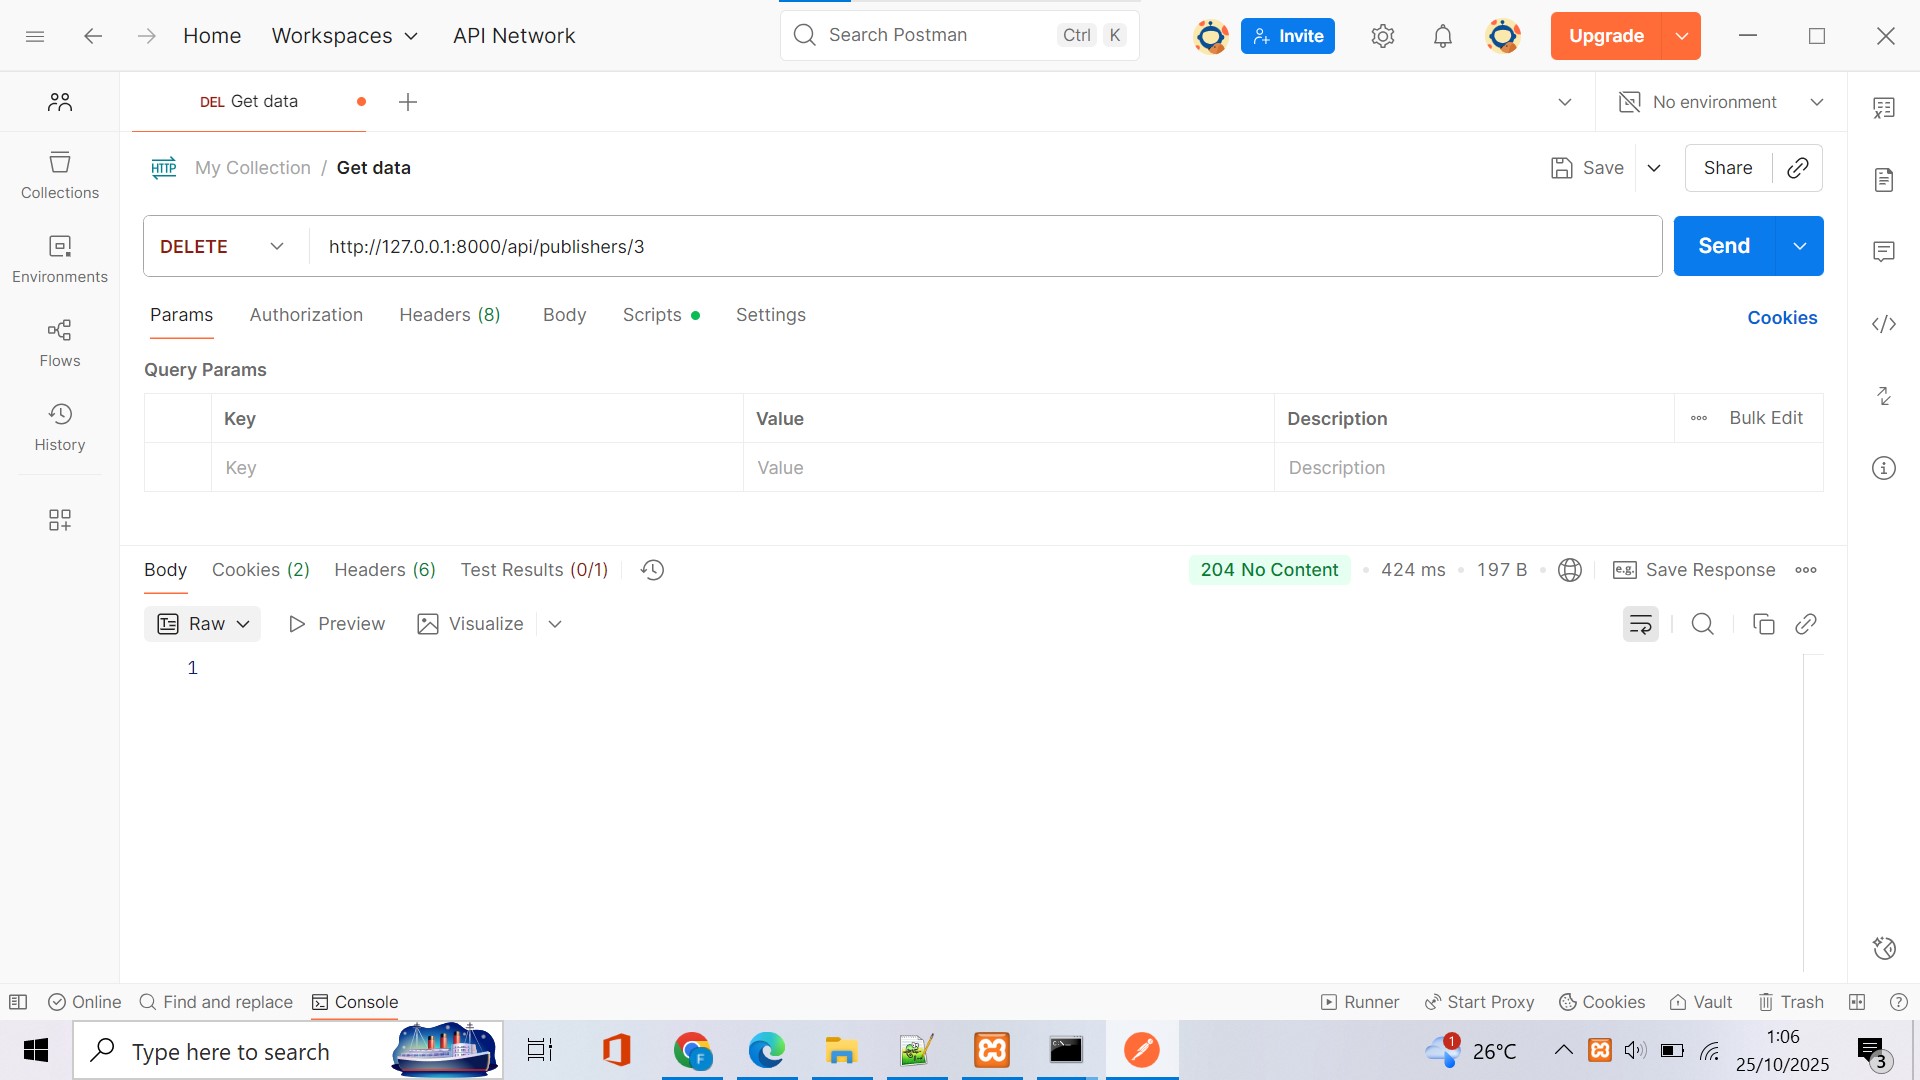 Home Workspaces API Network Search Postman Ctrl K Invite Upgrade
DEL Get data No environment
HTTP My Collection / Get data Save Share
Collections
DELETE http://127.0.0.1:8000/api/publishers/3 Send
Environments
Params Authorization Headers (8) Body Scripts Settings Cookies
Flows
Query Params
Key Value Description Bulk Edit
History
Key Value Description
Body Cookies (2) Headers (6) Test Results (0/1) 204 No Content 424 ms 197 B e.g. Save Response
Raw Preview Visualize
1
Online Find and replace Console Runner Start Proxy Cookies Vault Trash
Type here to search F 1 26°C 1:06
25/10/2025 3